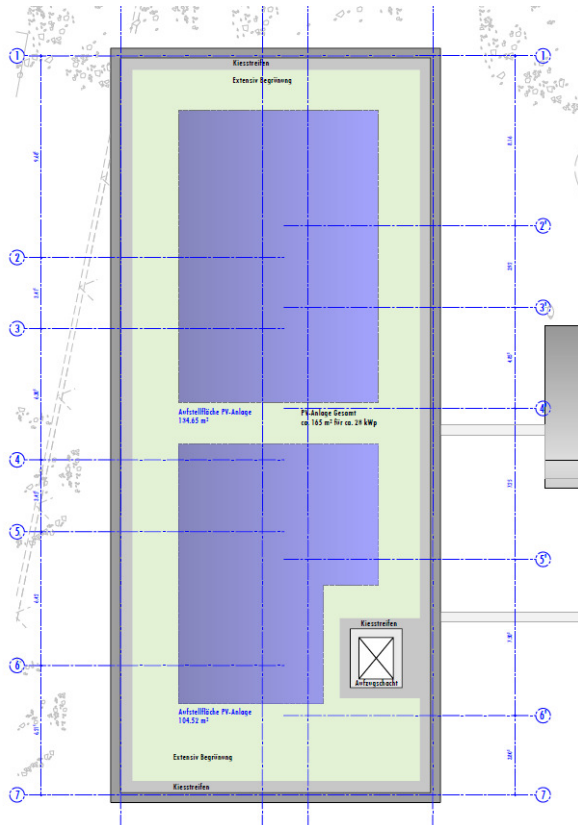 1
1
Kiesstreifen
Extensiv Begrünung
2'
2
3'
3
4'
Aufstellfläche PV-Anlage
134.65 m²
PV-Anlage Gesamt
ca. 165 m² für ca. 28 kWp
4
5
5'
Kiesstreifen
6
Aufzugschacht
Aufstellfläche PV-Anlage
104.52 m²
6'
Extensiv Begrünung
Kiesstreifen
7
7